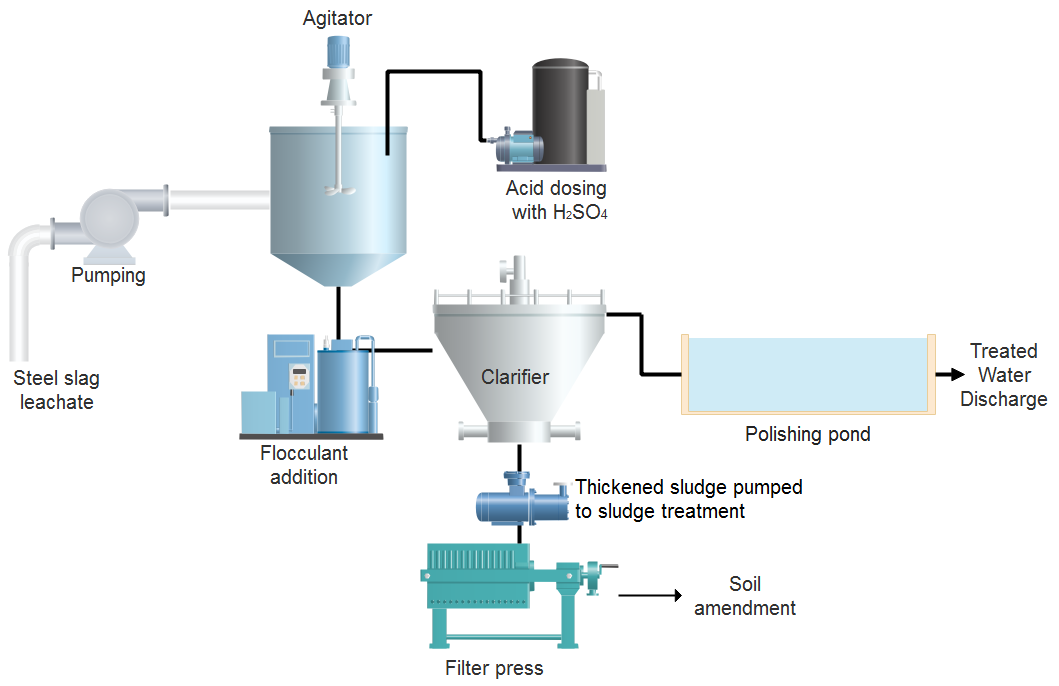 Agitator
Acid dosing
with H₂SO₄
Pumping
Steel slag
leachate
Clarifier
Treated
Water
Discharge
Polishing pond
Flocculant
addition
Thickened sludge pumped
to sludge treatment
Soil
amendment
Filter press